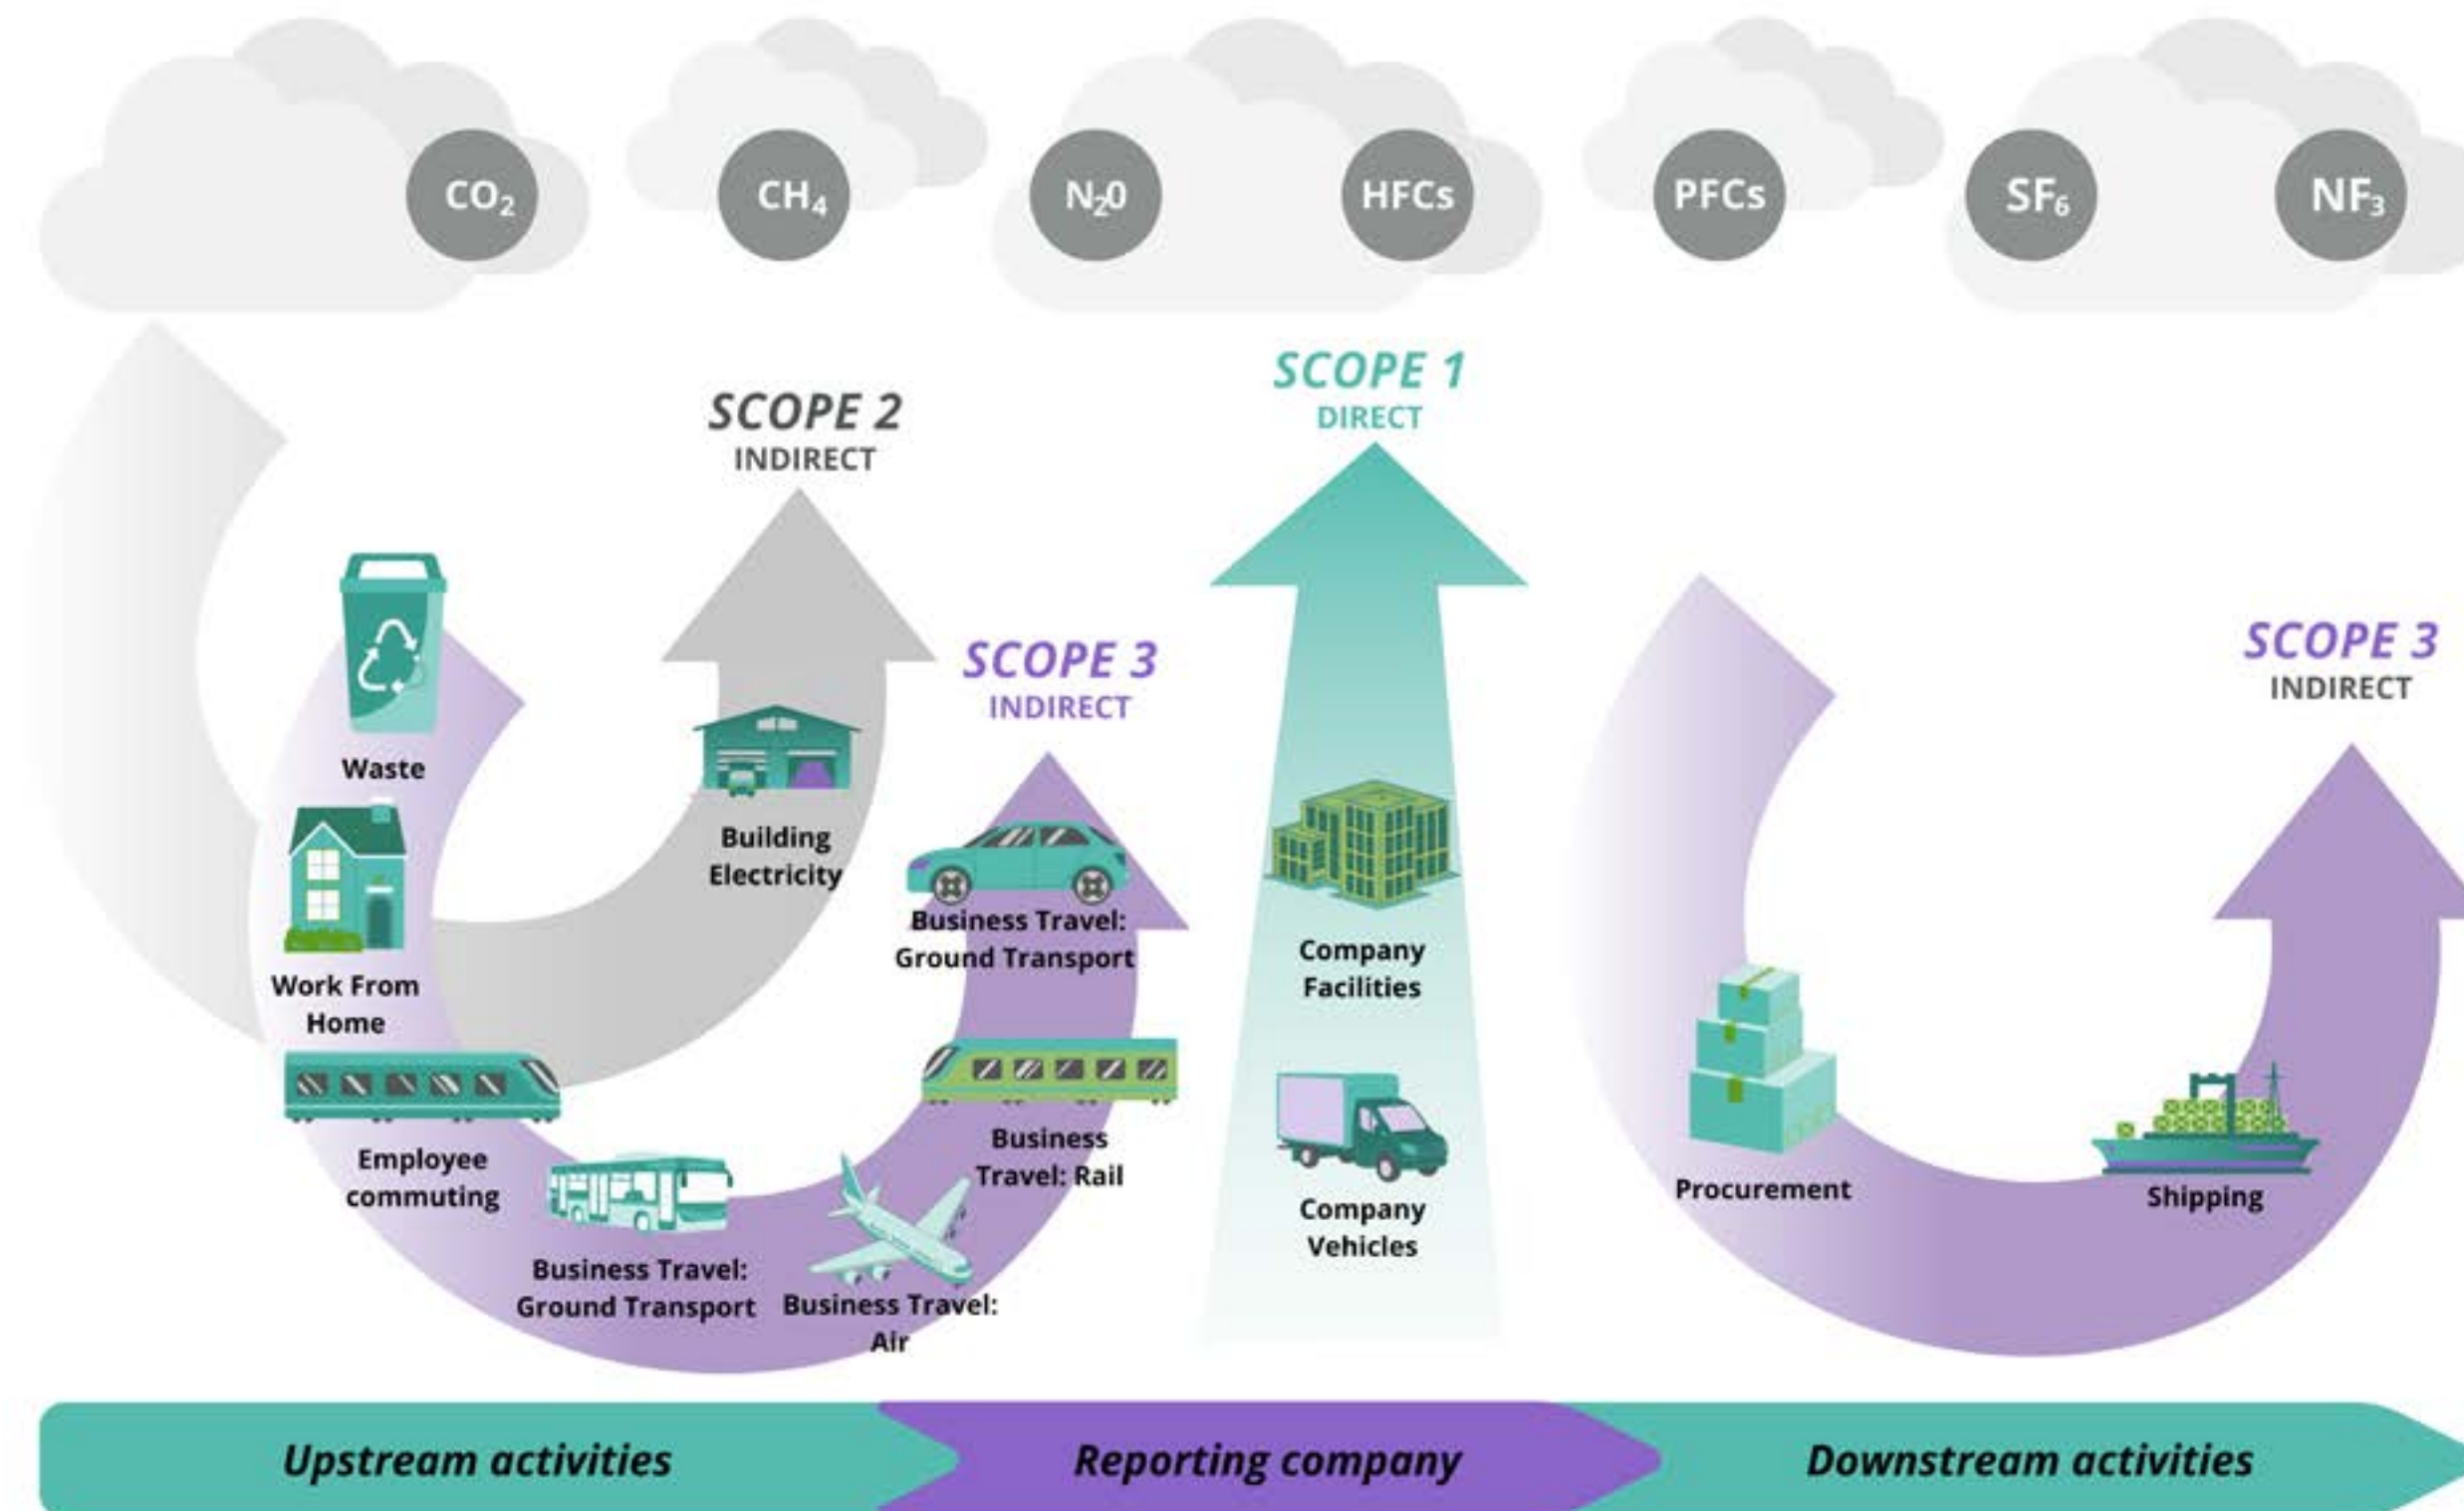 CO₂
CH₄
N₂0
HFCs
PFCs
SF₆
NF₃
SCOPE 1
DIRECT
SCOPE 2
INDIRECT
SCOPE 3
INDIRECT
SCOPE 3
INDIRECT
Waste
Building
Electricity
Business Travel:
Ground Transport
Company
Facilities
Work From
Home
Employee
commuting
Business
Travel: Rail
Procurement
Shipping
Company
Vehicles
Business Travel:
Ground Transport
Business Travel:
Air
Upstream activities
Reporting company
Downstream activities